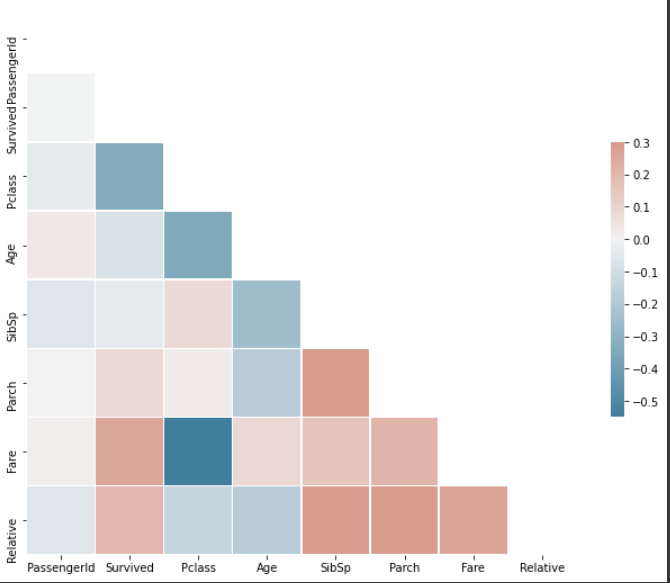 PassengerId
Survived
Pclass
Age
SibSp
Parch
Fare
Relative
0.3
0.2
0.1
0.0
−0.1
−0.2
−0.3
−0.4
−0.5
PassengerId Survived Pclass Age SibSp Parch Fare Relative